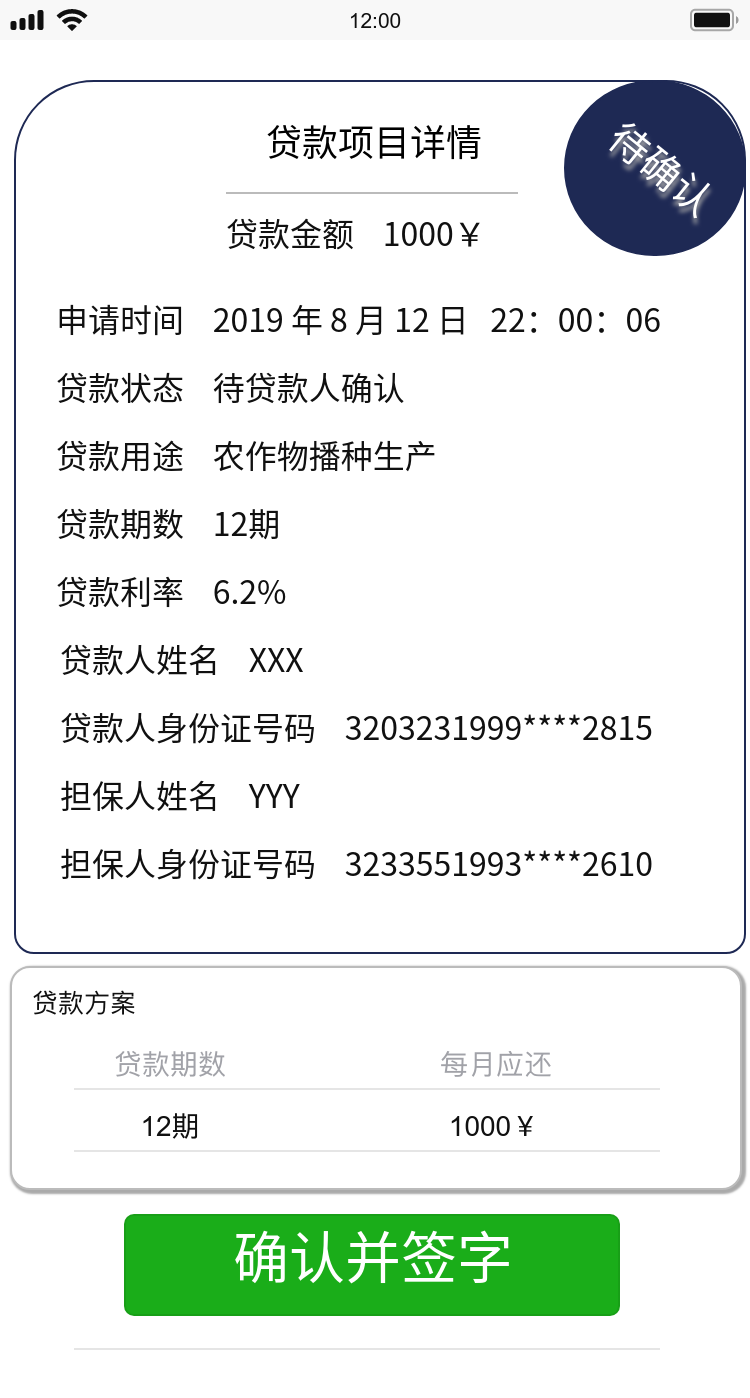 12:00
贷款项目详情
待确认
贷款金额 1000￥
申请时间 2019 年 8 月 12 日 22：00：06
贷款状态 待贷款人确认
贷款用途 农作物播种生产
贷款期数 12期
贷款利率 6.2%
贷款人姓名 XXX
贷款人身份证号码 3203231999****2815
担保人姓名 YYY
担保人身份证号码 3233551993****2610
贷款方案
贷款期数 每月应还
12期 1000￥
确认并签字